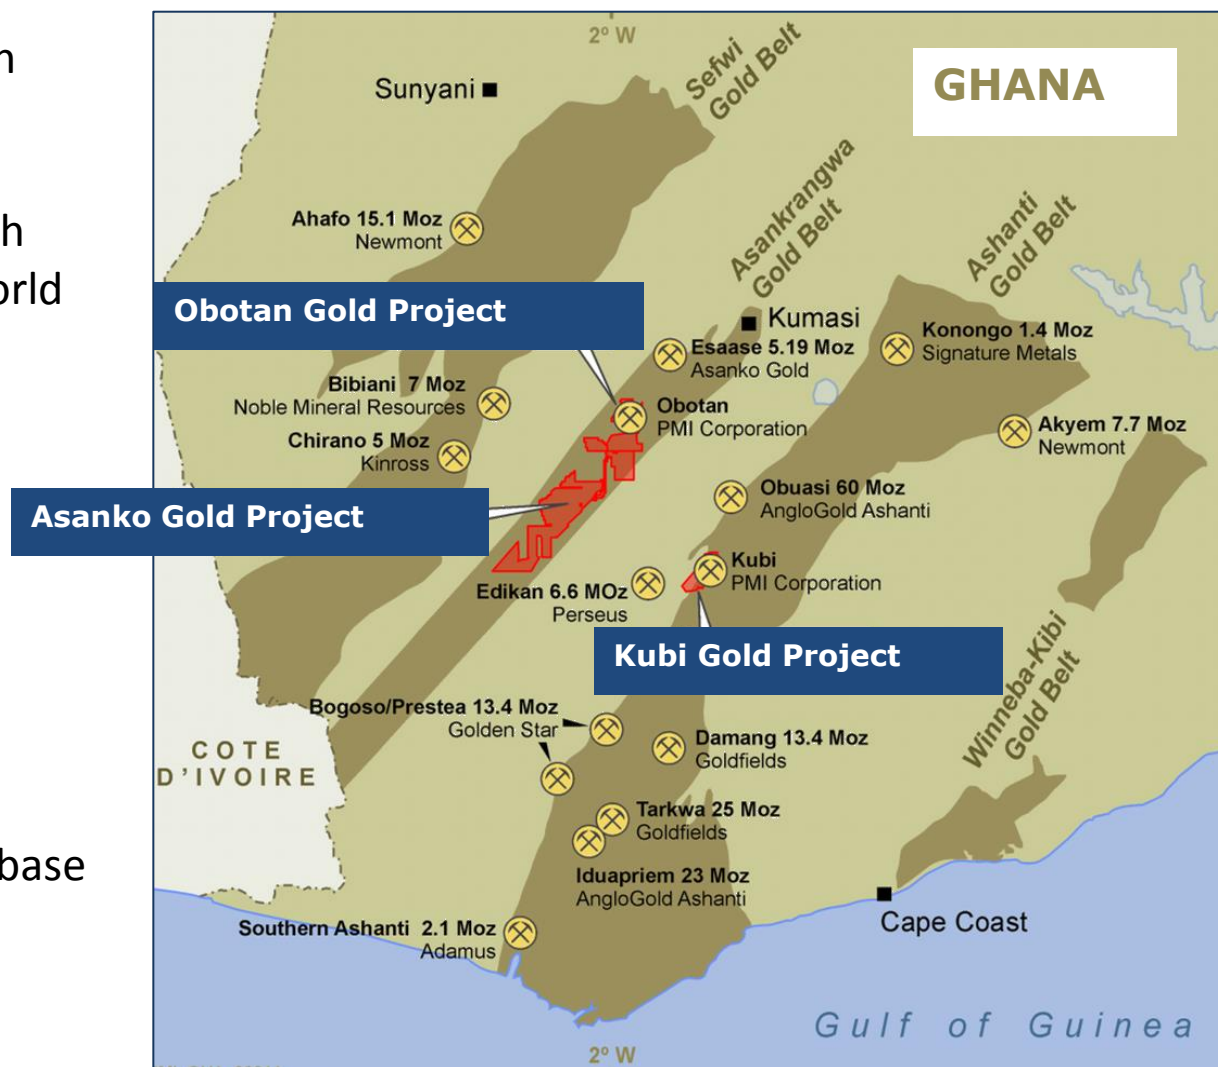 n
h
orld
base
2º W
GHANA
Sunyani
Sefwi
Gold Belt
Asankrangwa
Gold Belt
Ashanti
Gold Belt
Ahafo 15.1 Moz
Newmont
Obotan Gold Project
Kumasi
Konongo 1.4 Moz
Signature Metals
Esaase 5.19 Moz
Asanko Gold
Bibiani 7 Moz
Noble Mineral Resources
Obotan
PMI Corporation
Akyem 7.7 Moz
Newmont
Chirano 5 Moz
Kinross
Obuasi 60 Moz
AngloGold Ashanti
Asanko Gold Project
Kubi
PMI Corporation
Edikan 6.6 MOz
Perseus
Kubi Gold Project
Winneba-Kibi
Gold Belt
Bogoso/Prestea 13.4 Moz
Golden Star
Damang 13.4 Moz
Goldfields
COTE
D'IVOIRE
Tarkwa 25 Moz
Goldfields
Iduapriem 23 Moz
AngloGold Ashanti
Cape Coast
Southern Ashanti 2.1 Moz
Adamus
Gulf of Guinea
2º W